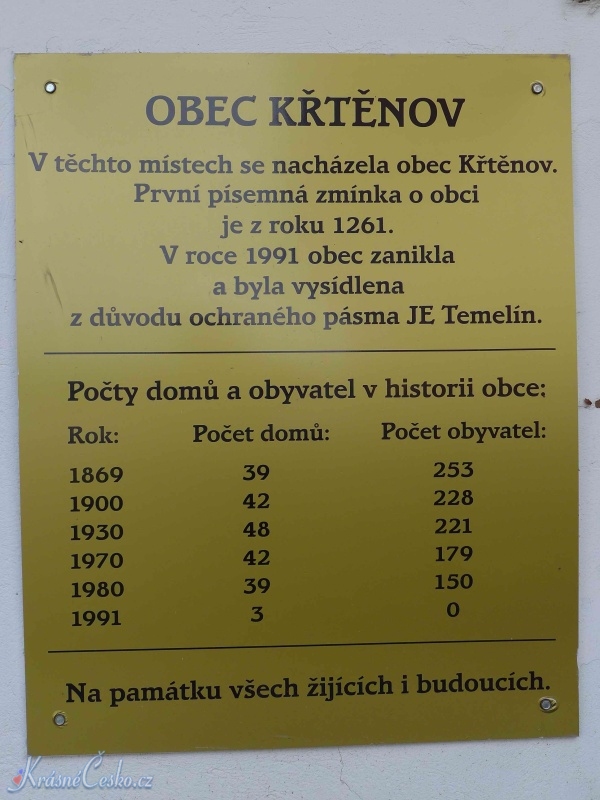 OBEC KŘTĚNOV
V těchto místech se nacházela obec Křtěnov.
První písemná zmínka o obci
je z roku 1261.
V roce 1991 obec zanikla
a byla vysídlena
z důvodu ochraného pásma JE Temelín.
Počty domů a obyvatel v historii obce:
Rok: Počet domů: Počet obyvatel:
1869 39 253
1900 42 228
1930 48 221
1970 42 179
1980 39 150
1991 3 0
Na památku všech žijících i budoucích.
KrásnéČesko.cz